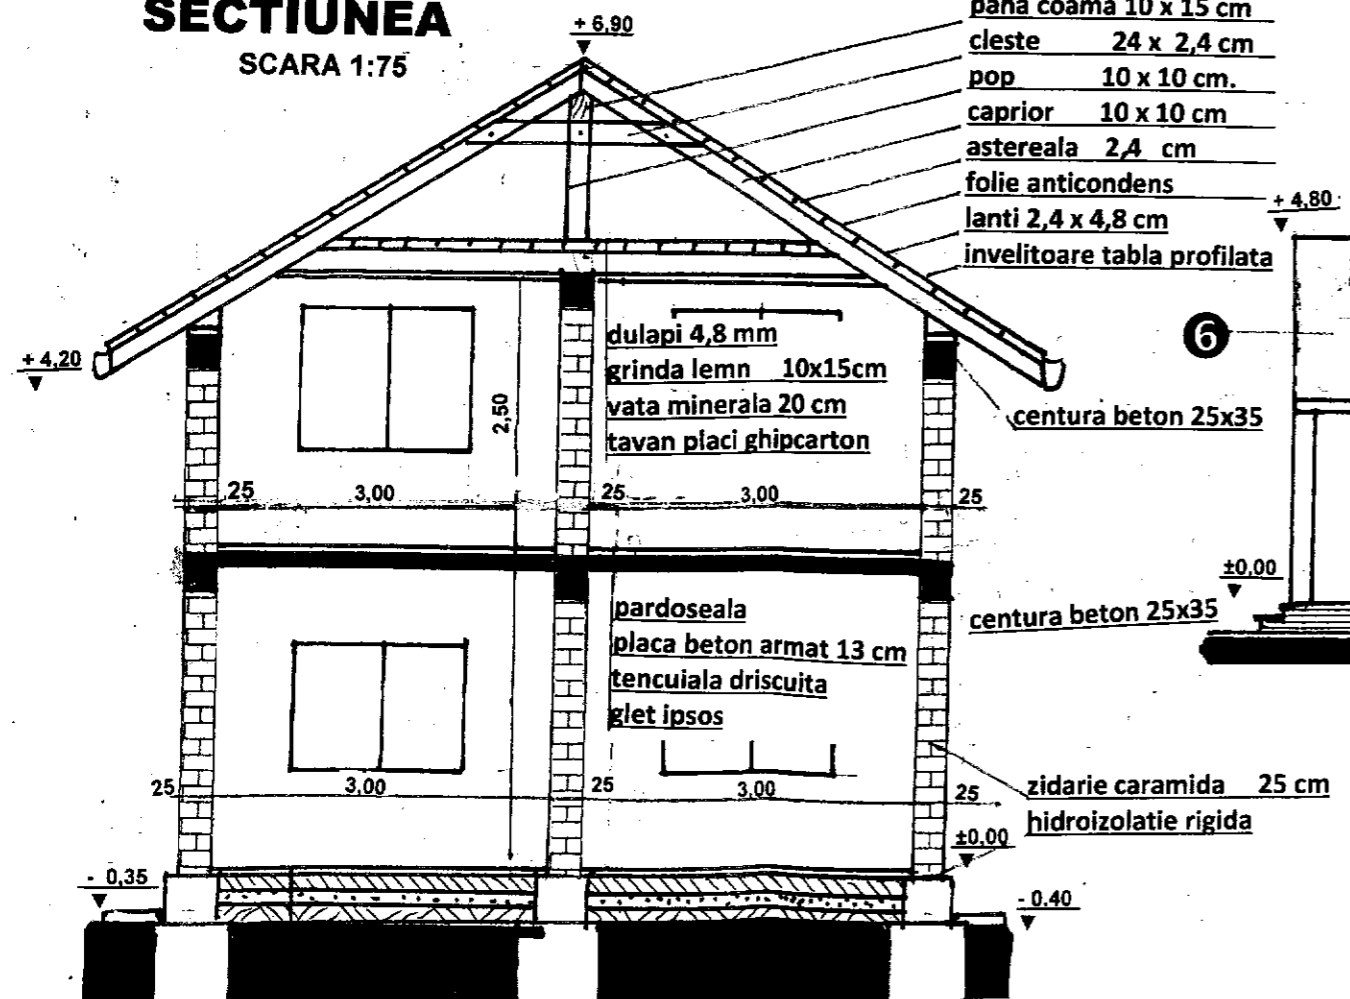 SECTIUNEA
SCARA 1:75
+ 6,90
pana coama 10 x 15 cm
cleste 24 x 2,4 cm
pop 10 x 10 cm.
caprior 10 x 10 cm
astereala 2,4 cm
folie anticondens
lanti 2,4 x 4,8 cm
invelitoare tabla profilata
+ 4,80
6
+ 4,20
dulapi 4,8 mm
grinda lemn 10x15cm
vata minerala 20 cm
tavan placi ghipcarton
2,50
centura beton 25x35
25 3,00 25 3,00 25
±0,00
centura beton 25x35
pardoseala
placa beton armat 13 cm
tencuiala driscuita
glet ipsos
25 3,00 25 3,00 25
zidarie caramida 25 cm
hidroizolatie rigida
±0,00
- 0,35
- 0.40